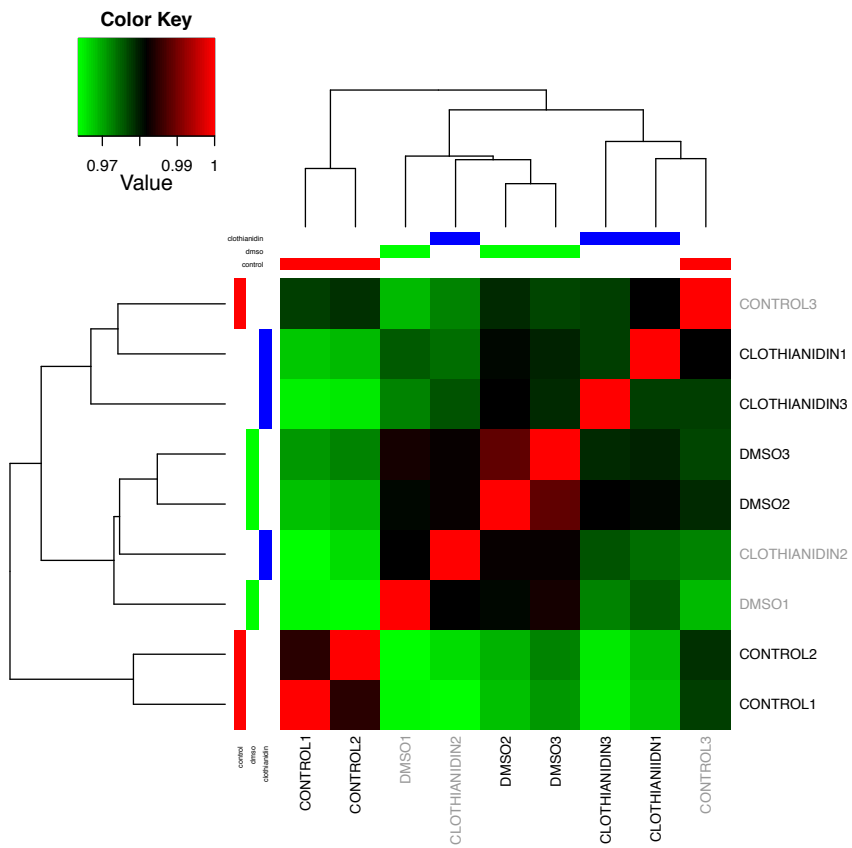 Color Key
0.97 0.99 1
Value
clothianidin
dmso
control
CONTROL3
CLOTHIANIDIN1
CLOTHIANIDIN3
DMSO3
DMSO2
CLOTHIANIDIN2
DMSO1
CONTROL2
CONTROL1
control
dmso
clothianidin
CONTROL1
CONTROL2
DMSO1
CLOTHIANIDIN2
DMSO2
DMSO3
CLOTHIANIDIN3
CLOTHIANIIDN1
CONTROL3